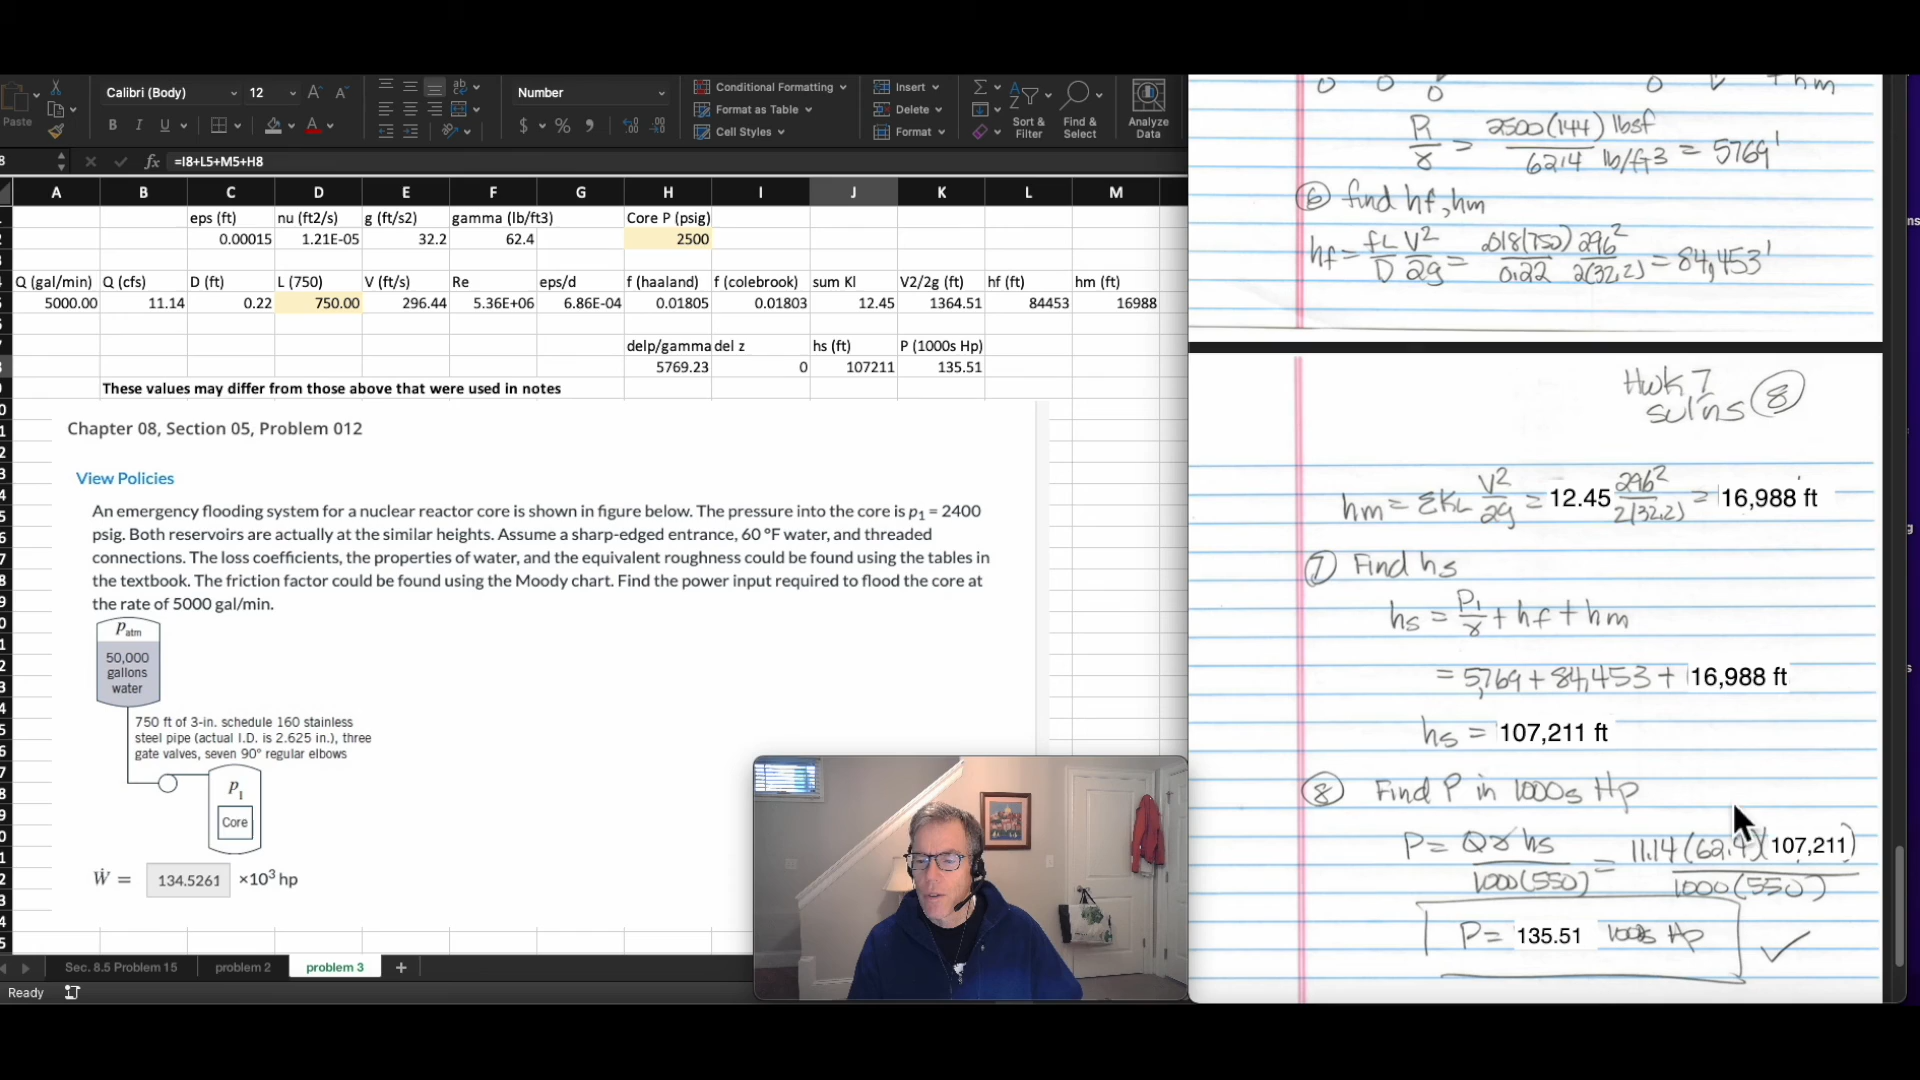 Calibri (Body)
12
Number
Conditional Formatting
Format as Table
Cell Styles
Insert
Delete
Format
Sort &
Filter
Find &
Select
Analyze
Data
Paste
B I U
$ % 9
fx =I8+L5+M5+H8
A B C D E F G H I J K L M
eps (ft) nu (ft2/s) g (ft/s2) gamma (lb/ft3) Core P (psig)
0.00015 1.21E-05 32.2 62.4 2500
Q (gal/min) Q (cfs) D (ft) L (750) V (ft/s) Re eps/d f (haaland) f (colebrook) sum Kl V2/2g (ft) hf (ft) hm (ft)
5000.00 11.14 0.22 750.00 296.44 5.36E+06 6.86E-04 0.01805 0.01803 12.45 1364.51 84453 16988
delp/gamma del z hs (ft) P (1000s Hp)
5769.23 0 107211 135.51
These values may differ from those above that were used in notes
Chapter 08, Section 05, Problem 012
View Policies
An emergency flooding system for a nuclear reactor core is shown in figure below. The pressure into the core is p1 = 2400
psig. Both reservoirs are actually at the similar heights. Assume a sharp-edged entrance, 60 °F water, and threaded
connections. The loss coefficients, the properties of water, and the equivalent roughness could be found using the tables in
the textbook. The friction factor could be found using the Moody chart. Find the power input required to flood the core at
the rate of 5000 gal/min.
Patm
50,000
gallons
water
750 ft of 3-in. schedule 160 stainless
steel pipe (actual I.D. is 2.625 in.), three
gate valves, seven 90° regular elbows
P1
Core
Ẇ = 134.5261 ×10³ hp
Sec. 8.5 Problem 15 problem 2 problem 3 +
Ready
+ hm
P1/γ = 2500(144) lbsf / 62.4 lb/ft3 = 5769'
⑥ find hf, hm
hf = fL/D V²/2g = .018(750)/0.22 296²/2(32.2) = 84,453'
Hwk 7
solns ⑧
hm = ΣKL V²/2g = 12.45 296²/2(32.2) = 16,988 ft
⑦ Find hs
hs = P1/γ + hf + hm
= 5,769 + 84,453 + 16,988 ft
hs = 107,211 ft
⑧ Find P in 1000s Hp
P = Qγhs/1000(550) = 11.14(62.4)(107,211)/1000(550)
P = 135.51 1000s Hp ✓